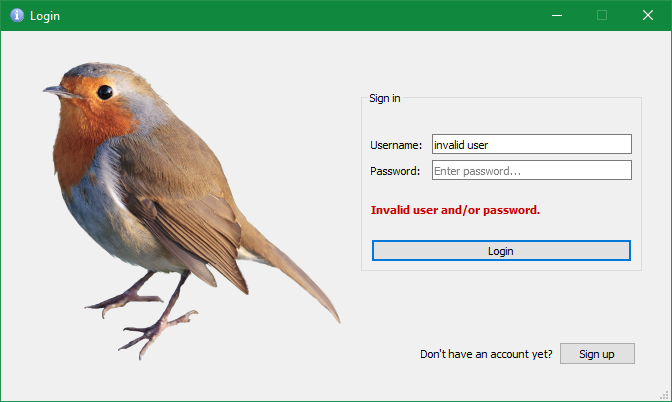 Login
Sign in
Username: invalid user
Password: Enter password...
Invalid user and/or password.
Login
Don't have an account yet? Sign up